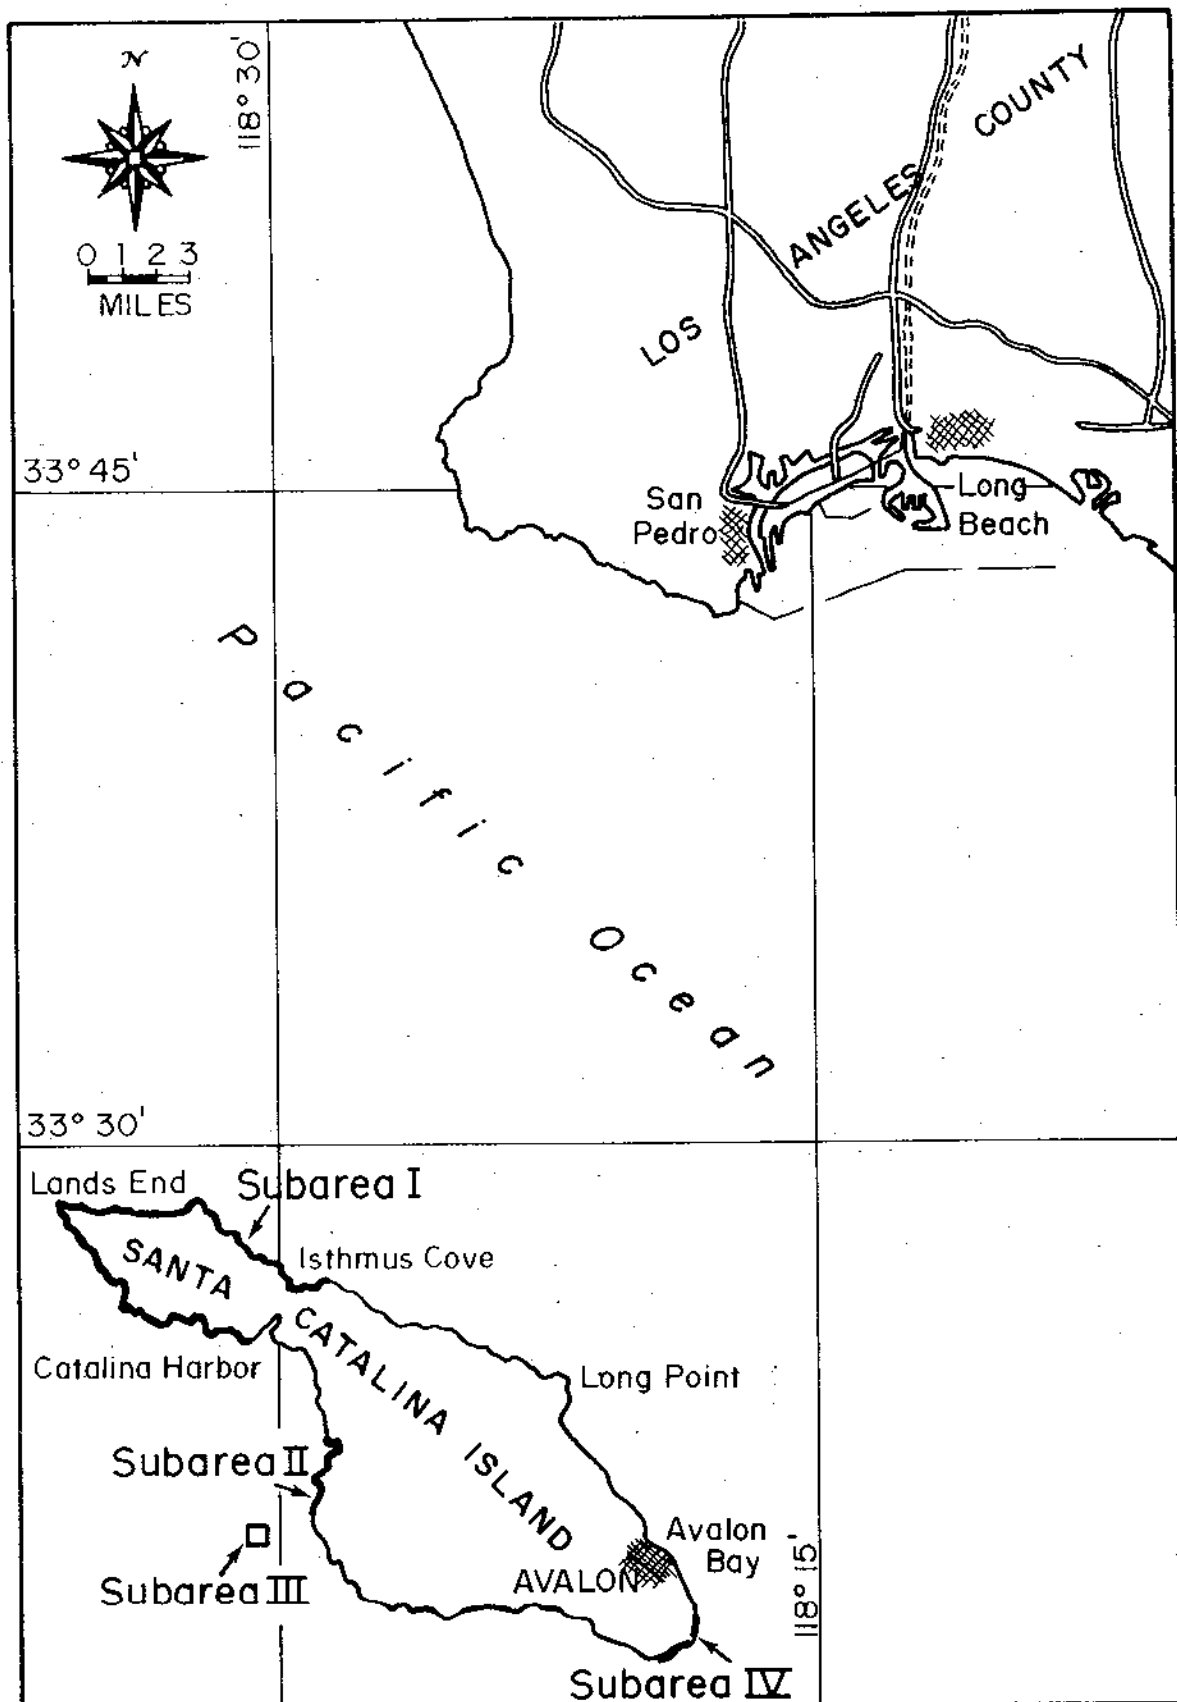 N
118° 30'
0 1 2 3
MILES
LOS ANGELES COUNTY
33° 45'
San
Pedro
Long
Beach
Pacific Ocean
33° 30'
Lands End
Subarea I
Isthmus Cove
SANTA CATALINA ISLAND
Catalina Harbor
Long Point
Subarea II
Subarea III
Avalon
Bay
AVALON
118° 15'
Subarea IV